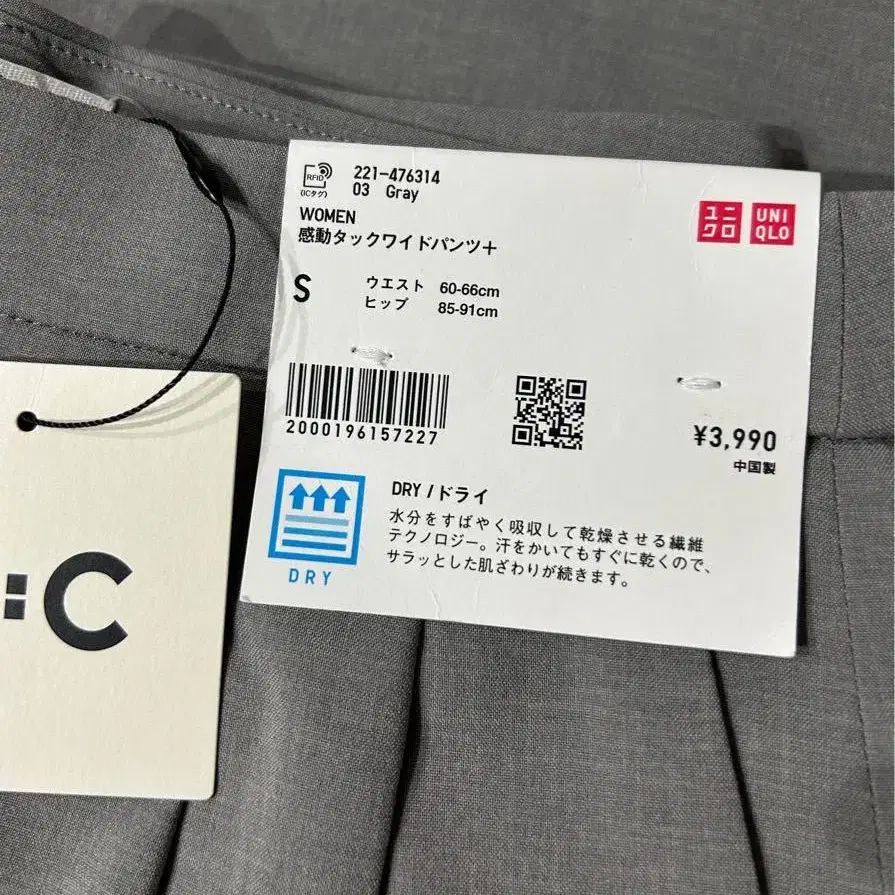 RFID
(ICタグ)
221-476314
03 Gray
WOMEN
感動タックワイドパンツ+
ユニ
クロ
UNI
QLO
S
ウエスト 60-66cm
ヒップ 85-91cm
2000196157227
¥3,990
中国製
DRY
DRY / ドライ
水分をすばやく吸収して乾燥させる繊維
テクノロジー。汗をかいてもすぐに乾くので、
サラッとした肌ざわりが続きます。
:C